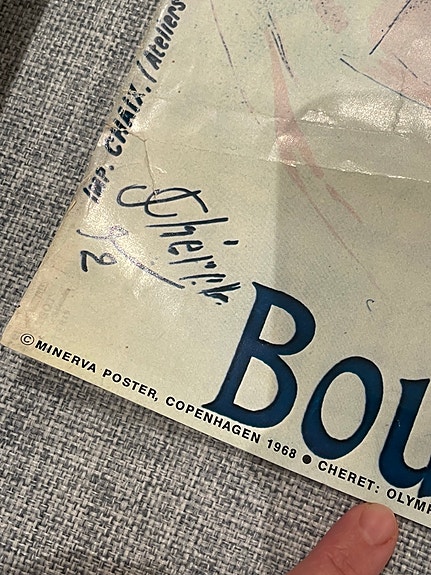 IMP. CHAIX. (Ateliers
Chéret
92
Bou
© MINERVA POSTER, COPENHAGEN 1968 ● CHERET: OLYMP